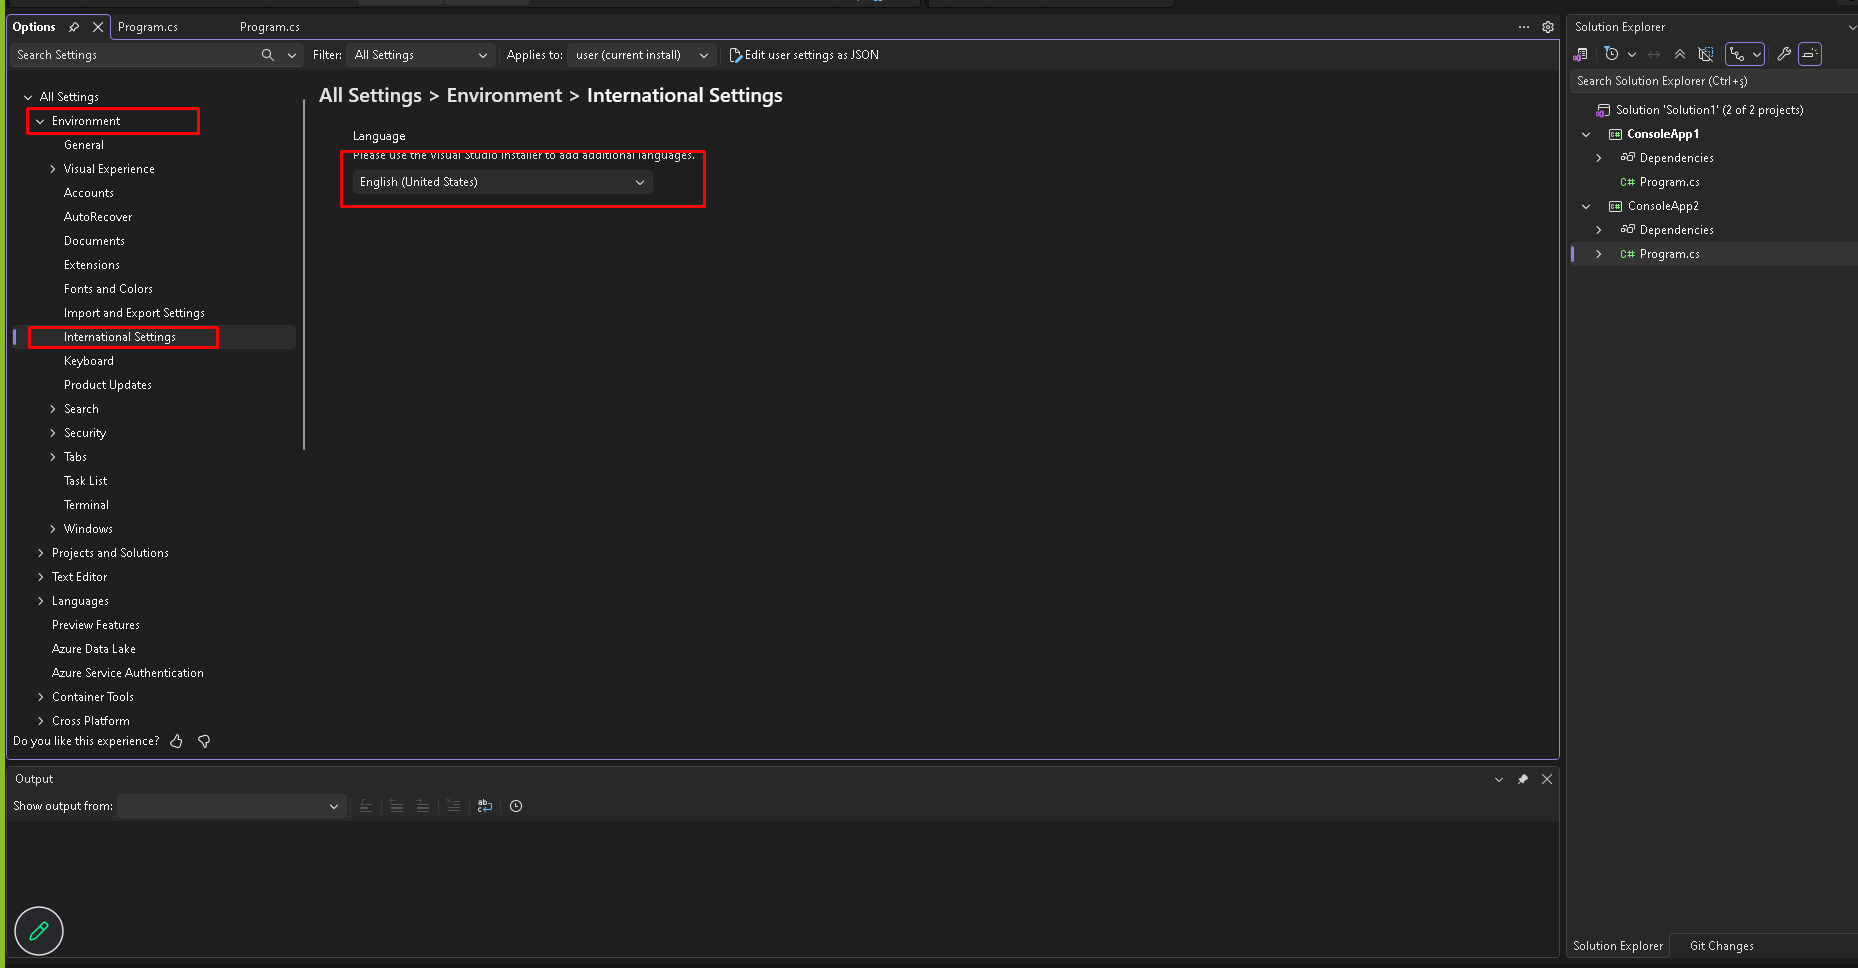 Options
Program.cs
Program.cs
Search Settings
Filter:
All Settings
Applies to:
user (current install)
Edit user settings as JSON
All Settings
Environment
General
Visual Experience
Accounts
AutoRecover
Documents
Extensions
Fonts and Colors
Import and Export Settings
International Settings
Keyboard
Product Updates
Search
Security
Tabs
Task List
Terminal
Windows
Projects and Solutions
Text Editor
Languages
Preview Features
Azure Data Lake
Azure Service Authentication
Container Tools
Cross Platform
Do you like this experience?
All Settings > Environment > International Settings
Language
Please use the Visual Studio Installer to add additional languages.
English (United States)
Output
Show output from:
Solution Explorer
Search Solution Explorer (Ctrl+ş)
Solution 'Solution1' (2 of 2 projects)
ConsoleApp1
Dependencies
C# Program.cs
ConsoleApp2
Dependencies
C# Program.cs
Solution Explorer
Git Changes